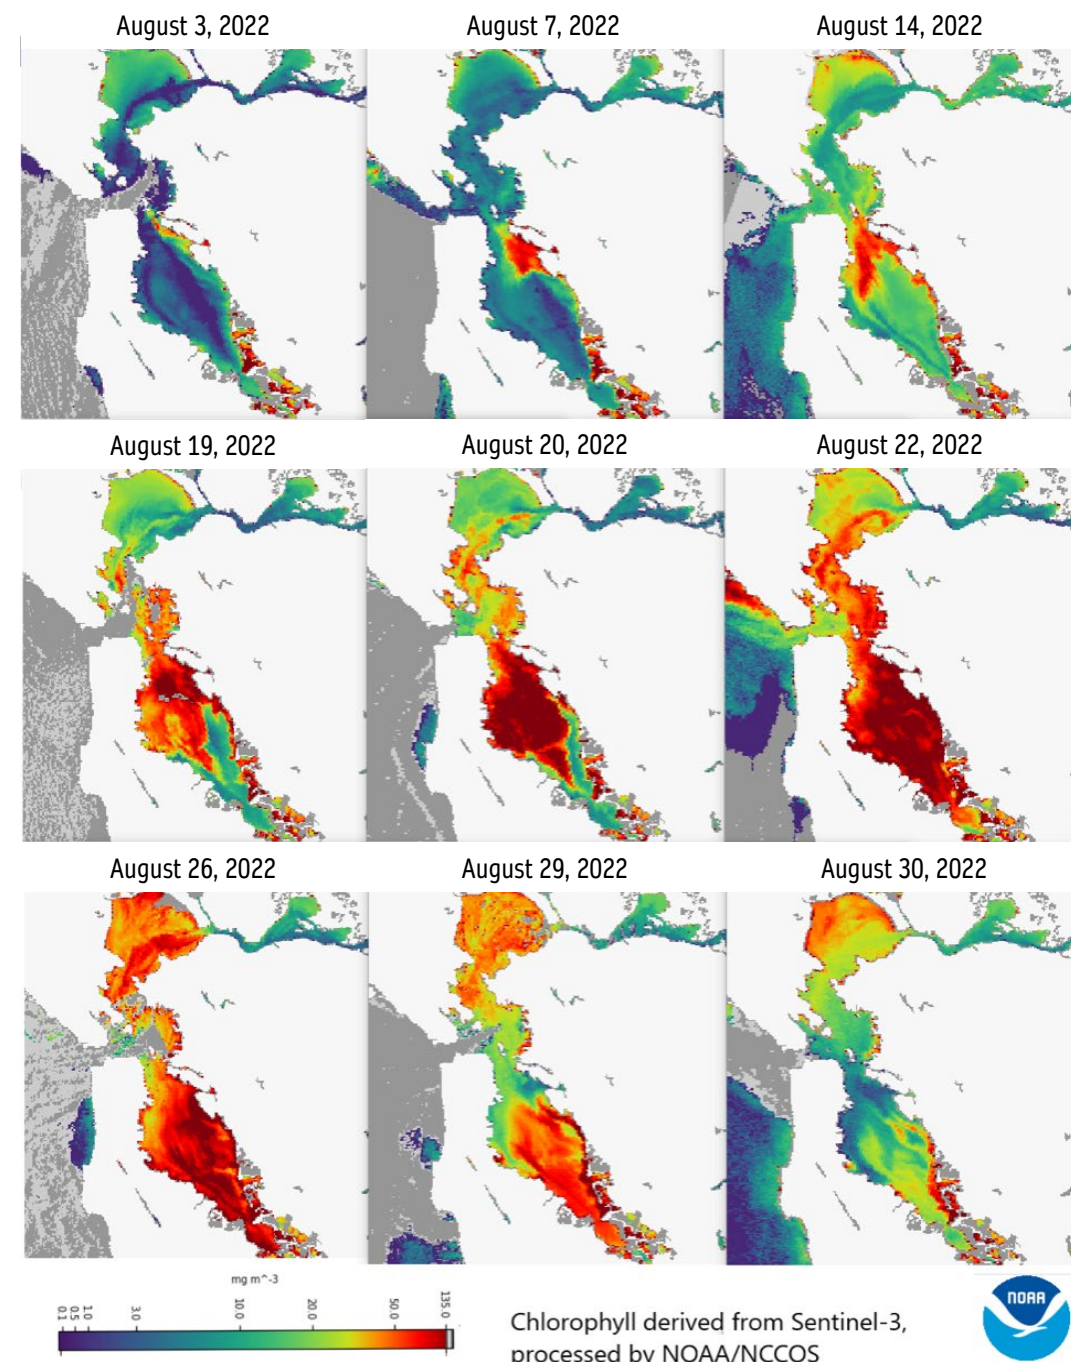 August 3, 2022
August 7, 2022
August 14, 2022
August 19, 2022
August 20, 2022
August 22, 2022
August 26, 2022
August 29, 2022
August 30, 2022
mg m^-3
0.1
0.5
1.0
3.0
10.0
20.0
50.0
135.0
Chlorophyll derived from Sentinel-3,
processed by NOAA/NCCOS
NOAA